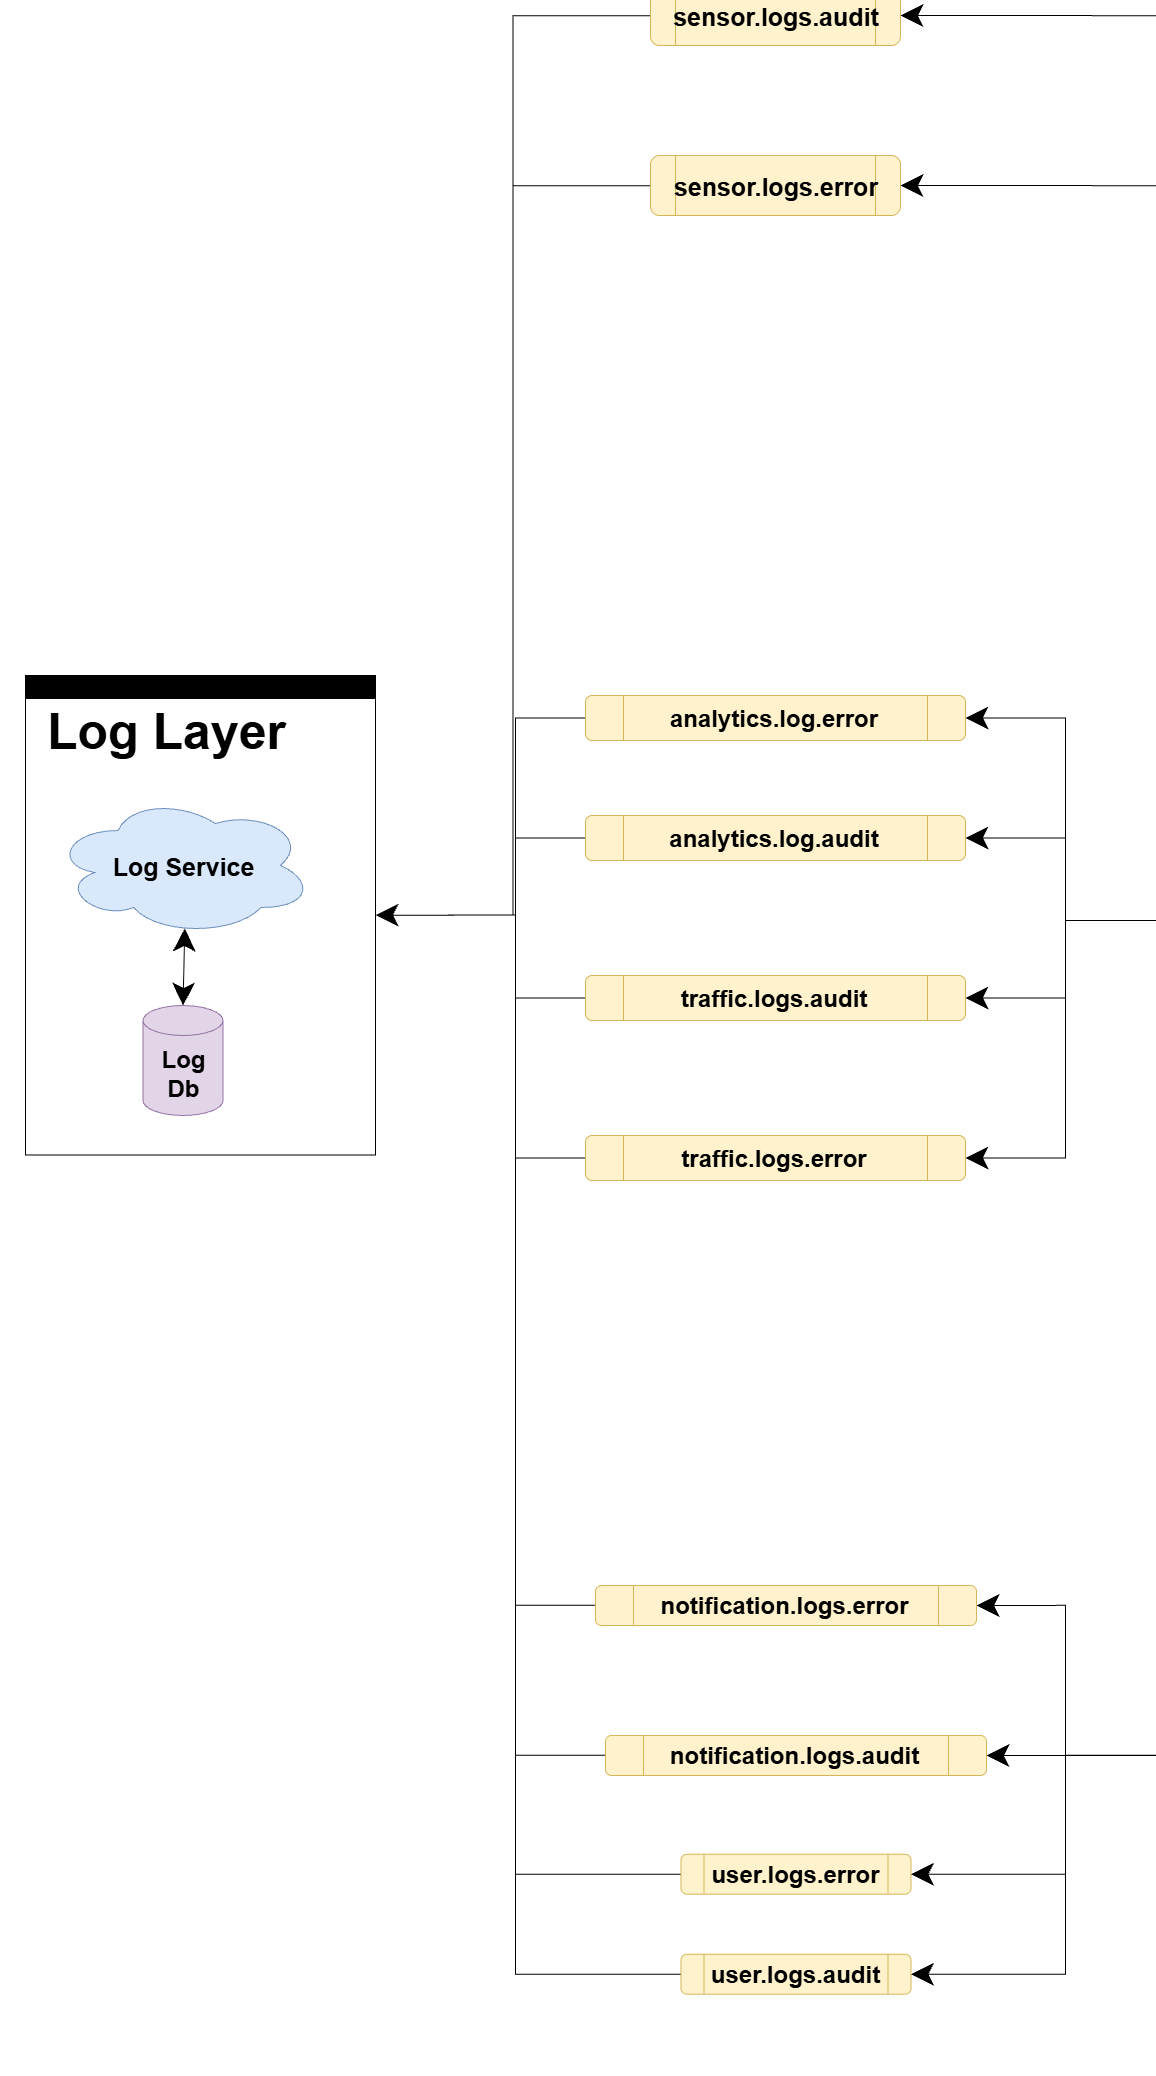 sensor.logs.audit
sensor.logs.error
Log Layer
Log Service
Log
Db
analytics.log.error
analytics.log.audit
traffic.logs.audit
traffic.logs.error
notification.logs.error
notification.logs.audit
user.logs.error
user.logs.audit